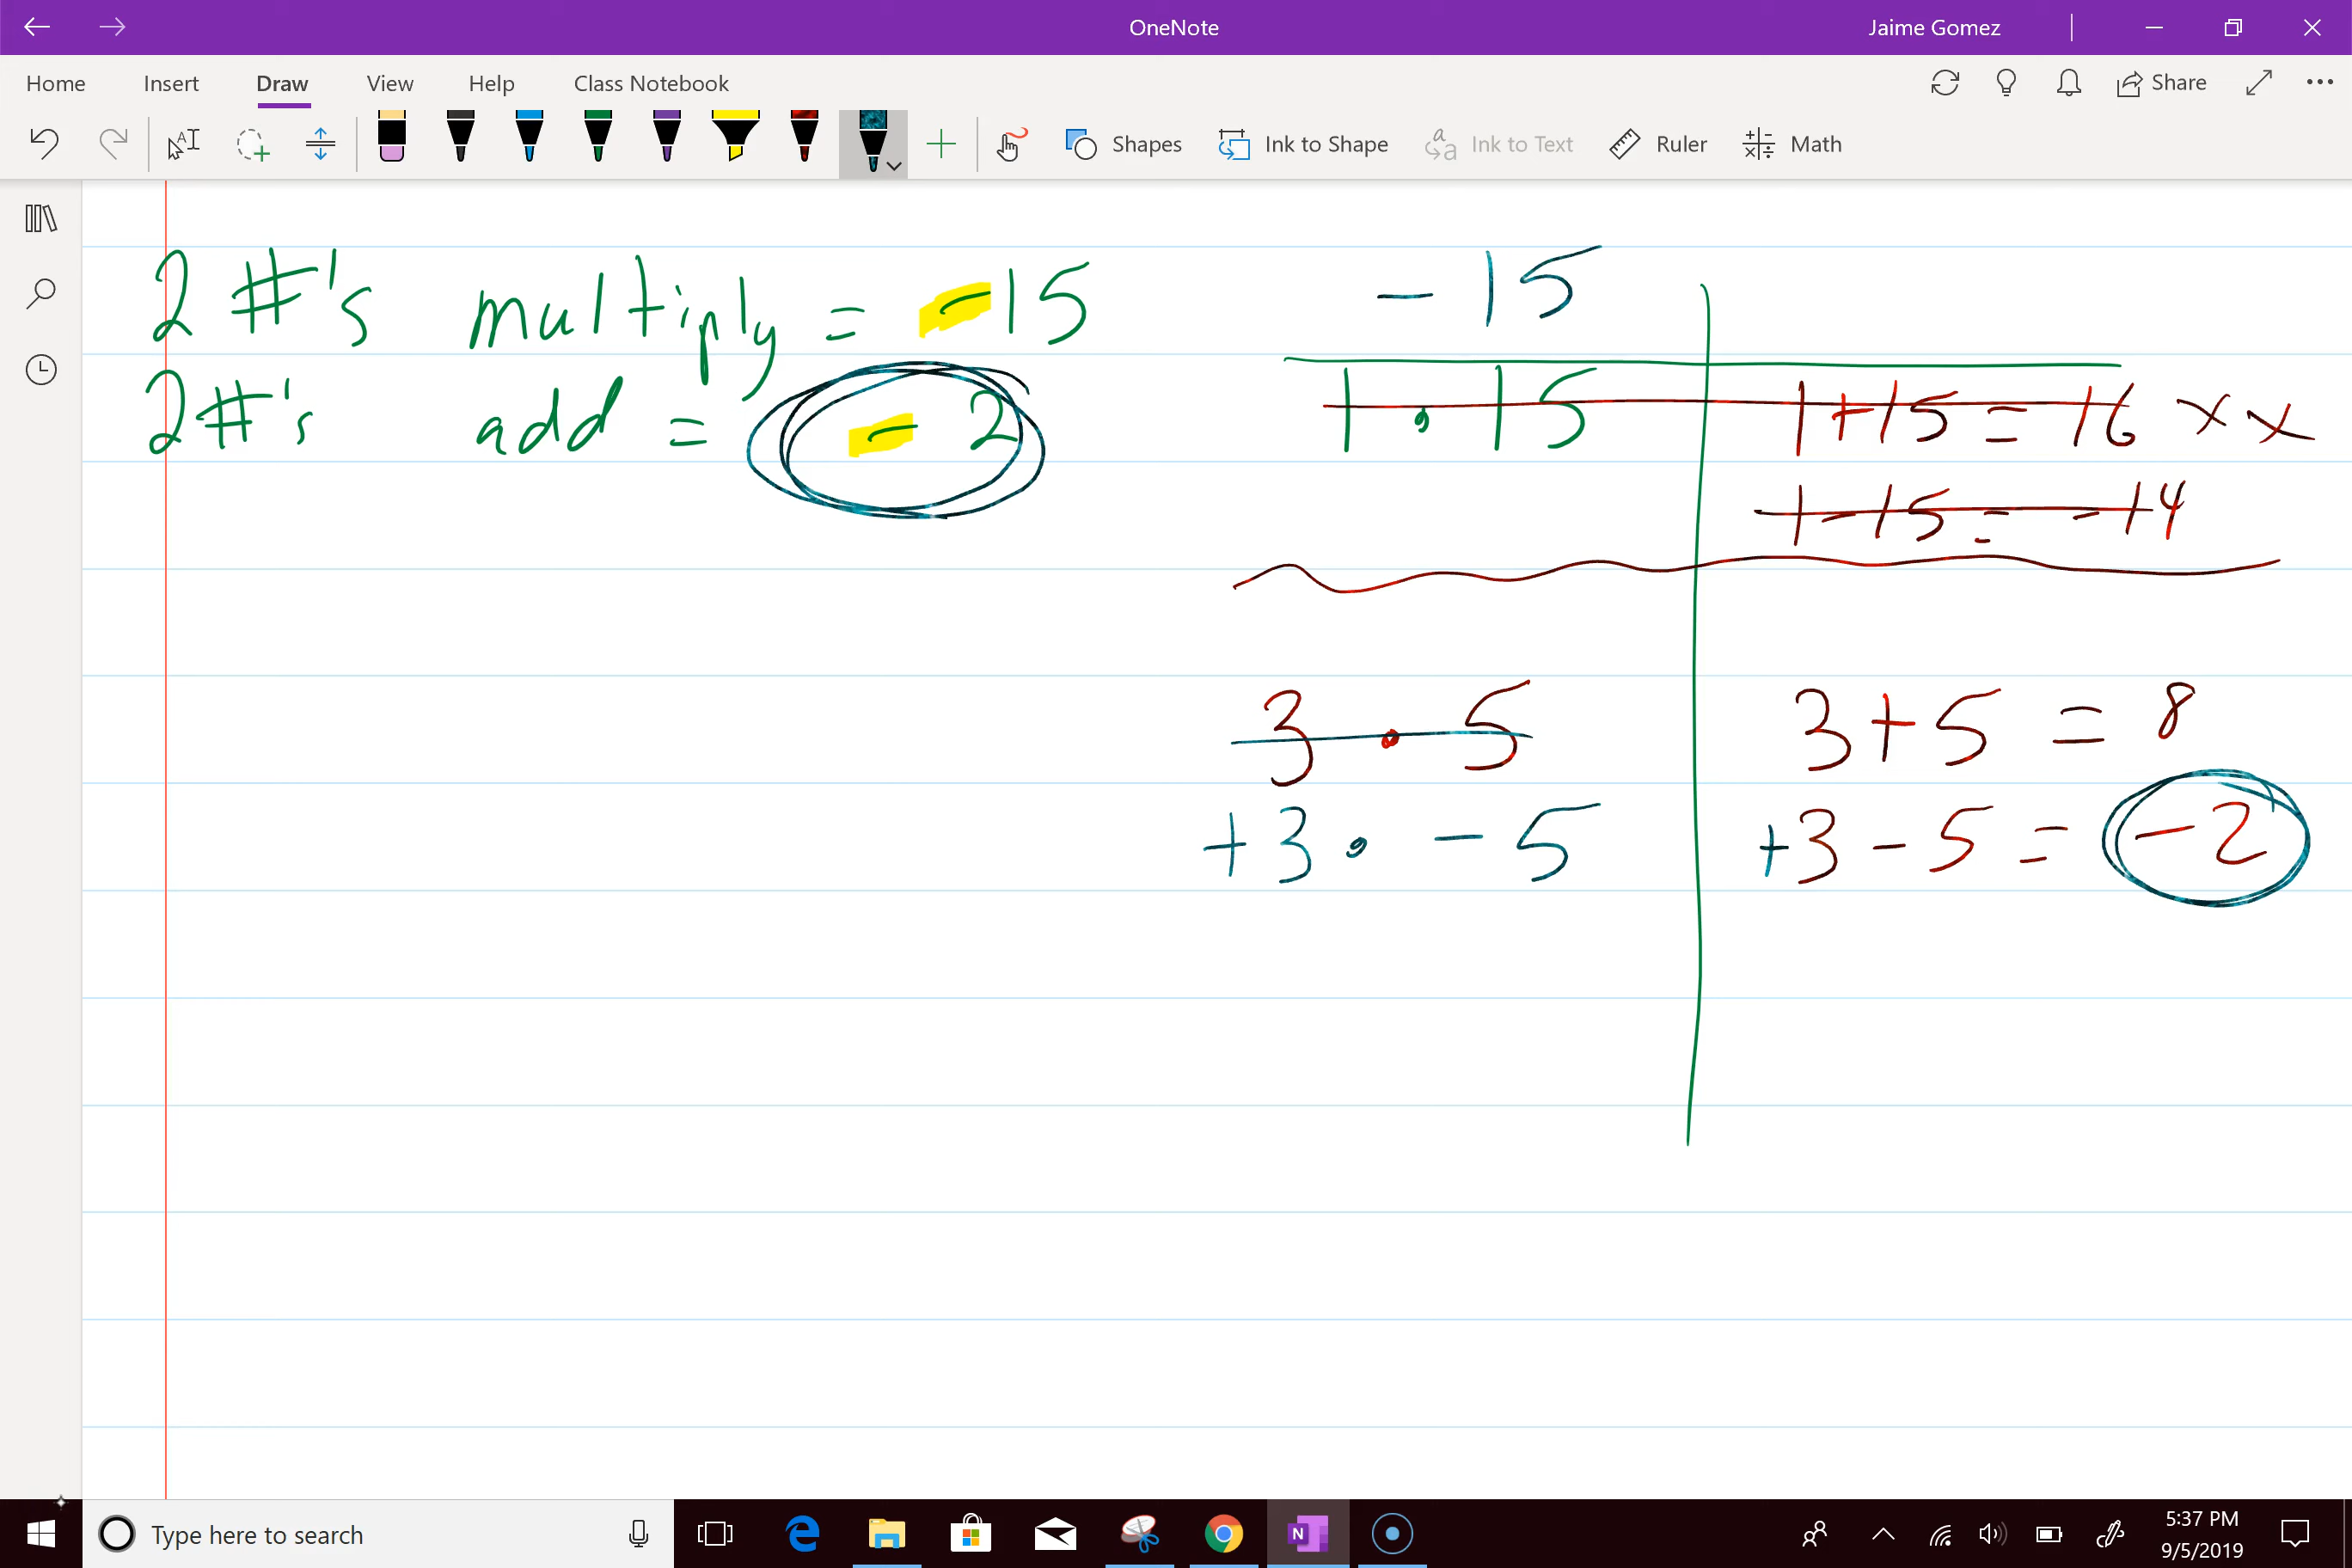 OneNote
Jaime Gomez
Home Insert Draw View Help Class Notebook
Share
Shapes Ink to Shape Ink to Text Ruler Math
2 #'s multiply = -15
2 #'s add = - 2
- 15
1 . 15
1+15 = 16 x x
1-15 = -14
3 . 5
3+5 = 8
+3 . - 5
+3 - 5 = -2
Type here to search
5:37 PM
9/5/2019